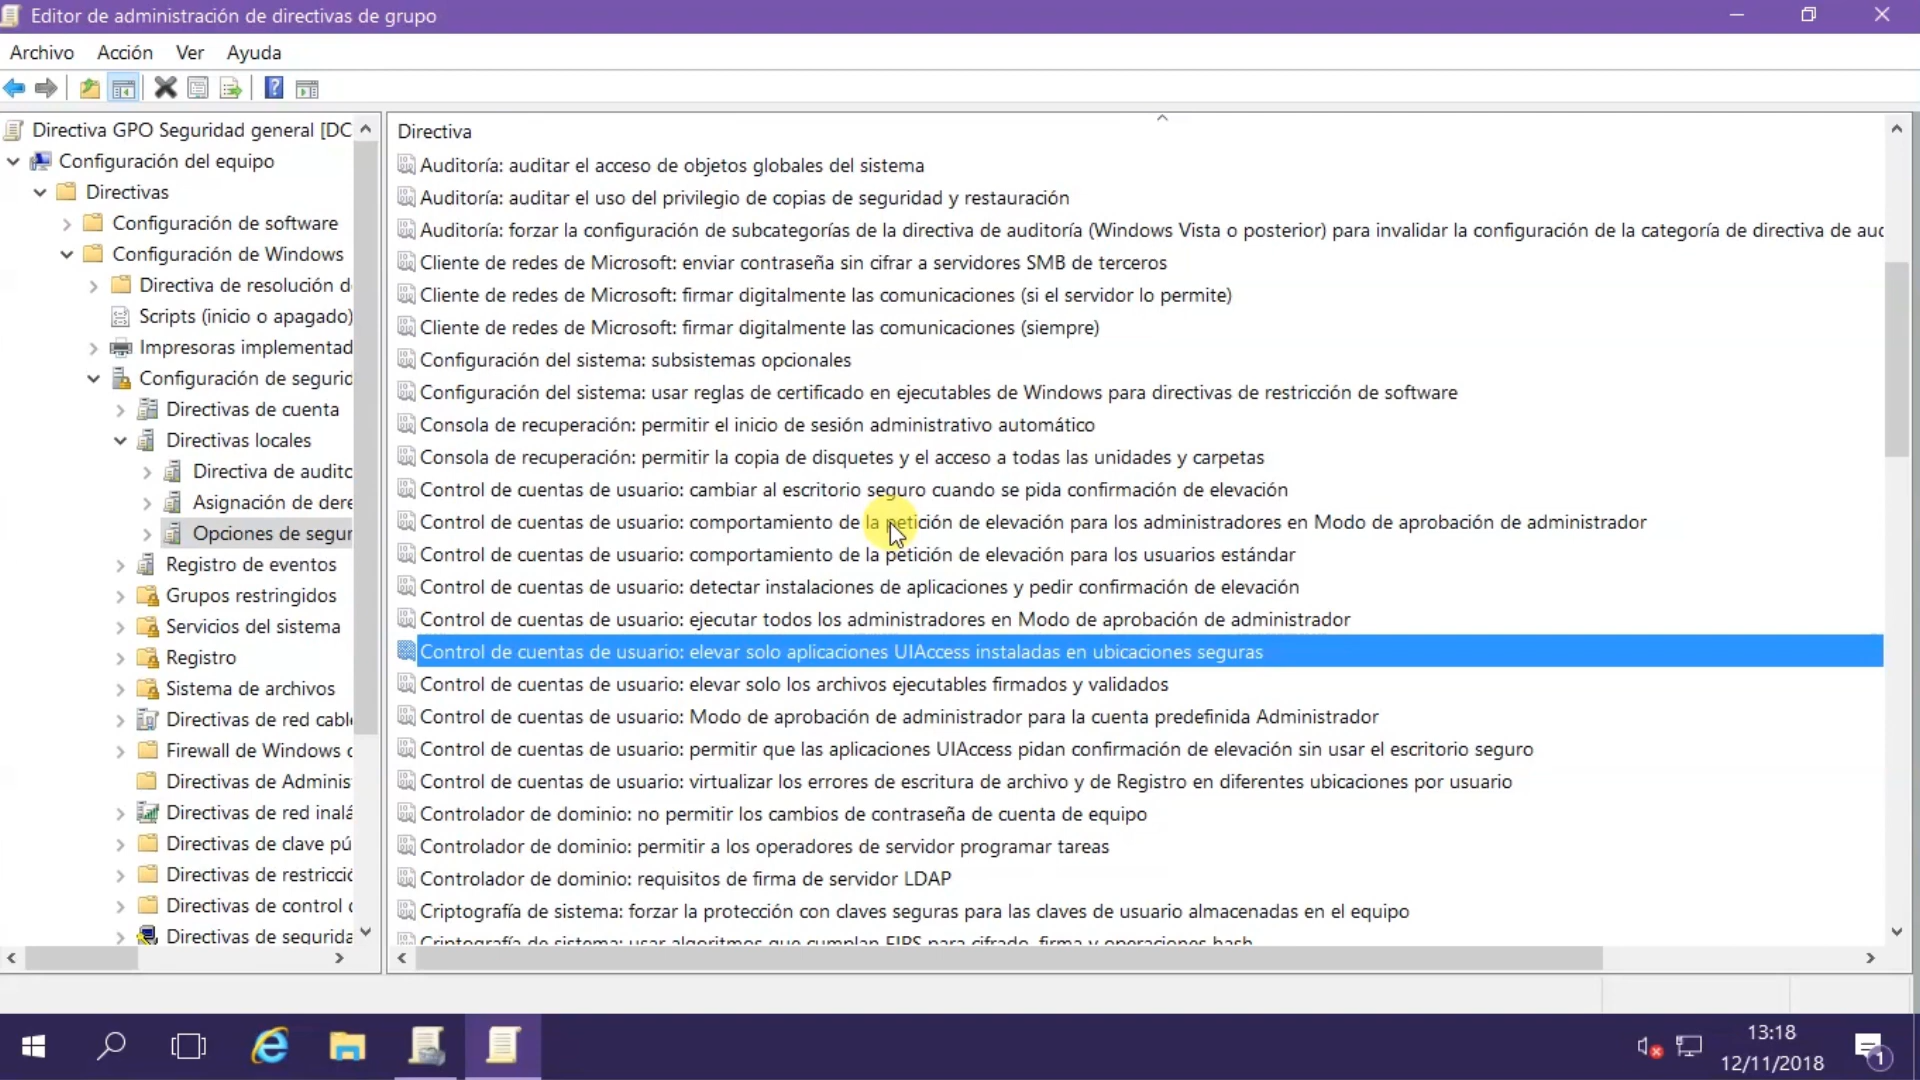 Editor de administración de directivas de grupo
Archivo Acción Ver Ayuda
Directiva GPO Seguridad general [DC
Configuración del equipo
Directivas
Configuración de software
Configuración de Windows
Directiva de resolución d
Scripts (inicio o apagado)
Impresoras implementad
Configuración de segurid
Directivas de cuenta
Directivas locales
Directiva de audito
Asignación de dere
Opciones de segur
Registro de eventos
Grupos restringidos
Servicios del sistema
Registro
Sistema de archivos
Directivas de red cabl
Firewall de Windows c
Directivas de Adminis
Directivas de red inalá
Directivas de clave pú
Directivas de restricció
Directivas de control d
Directivas de segurida
Directiva
Auditoría: auditar el acceso de objetos globales del sistema
Auditoría: auditar el uso del privilegio de copias de seguridad y restauración
Auditoría: forzar la configuración de subcategorías de la directiva de auditoría (Windows Vista o posterior) para invalidar la configuración de la categoría de directiva de auc
Cliente de redes de Microsoft: enviar contraseña sin cifrar a servidores SMB de terceros
Cliente de redes de Microsoft: firmar digitalmente las comunicaciones (si el servidor lo permite)
Cliente de redes de Microsoft: firmar digitalmente las comunicaciones (siempre)
Configuración del sistema: subsistemas opcionales
Configuración del sistema: usar reglas de certificado en ejecutables de Windows para directivas de restricción de software
Consola de recuperación: permitir el inicio de sesión administrativo automático
Consola de recuperación: permitir la copia de disquetes y el acceso a todas las unidades y carpetas
Control de cuentas de usuario: cambiar al escritorio seguro cuando se pida confirmación de elevación
Control de cuentas de usuario: comportamiento de la petición de elevación para los administradores en Modo de aprobación de administrador
Control de cuentas de usuario: comportamiento de la petición de elevación para los usuarios estándar
Control de cuentas de usuario: detectar instalaciones de aplicaciones y pedir confirmación de elevación
Control de cuentas de usuario: ejecutar todos los administradores en Modo de aprobación de administrador
Control de cuentas de usuario: elevar solo aplicaciones UIAccess instaladas en ubicaciones seguras
Control de cuentas de usuario: elevar solo los archivos ejecutables firmados y validados
Control de cuentas de usuario: Modo de aprobación de administrador para la cuenta predefinida Administrador
Control de cuentas de usuario: permitir que las aplicaciones UIAccess pidan confirmación de elevación sin usar el escritorio seguro
Control de cuentas de usuario: virtualizar los errores de escritura de archivo y de Registro en diferentes ubicaciones por usuario
Controlador de dominio: no permitir los cambios de contraseña de cuenta de equipo
Controlador de dominio: permitir a los operadores de servidor programar tareas
Controlador de dominio: requisitos de firma de servidor LDAP
Criptografía de sistema: forzar la protección con claves seguras para las claves de usuario almacenadas en el equipo
Criptografía de sistema: usar algoritmos que cumplan FIPS para cifrado, firma y operaciones hash
13:18
12/11/2018
1